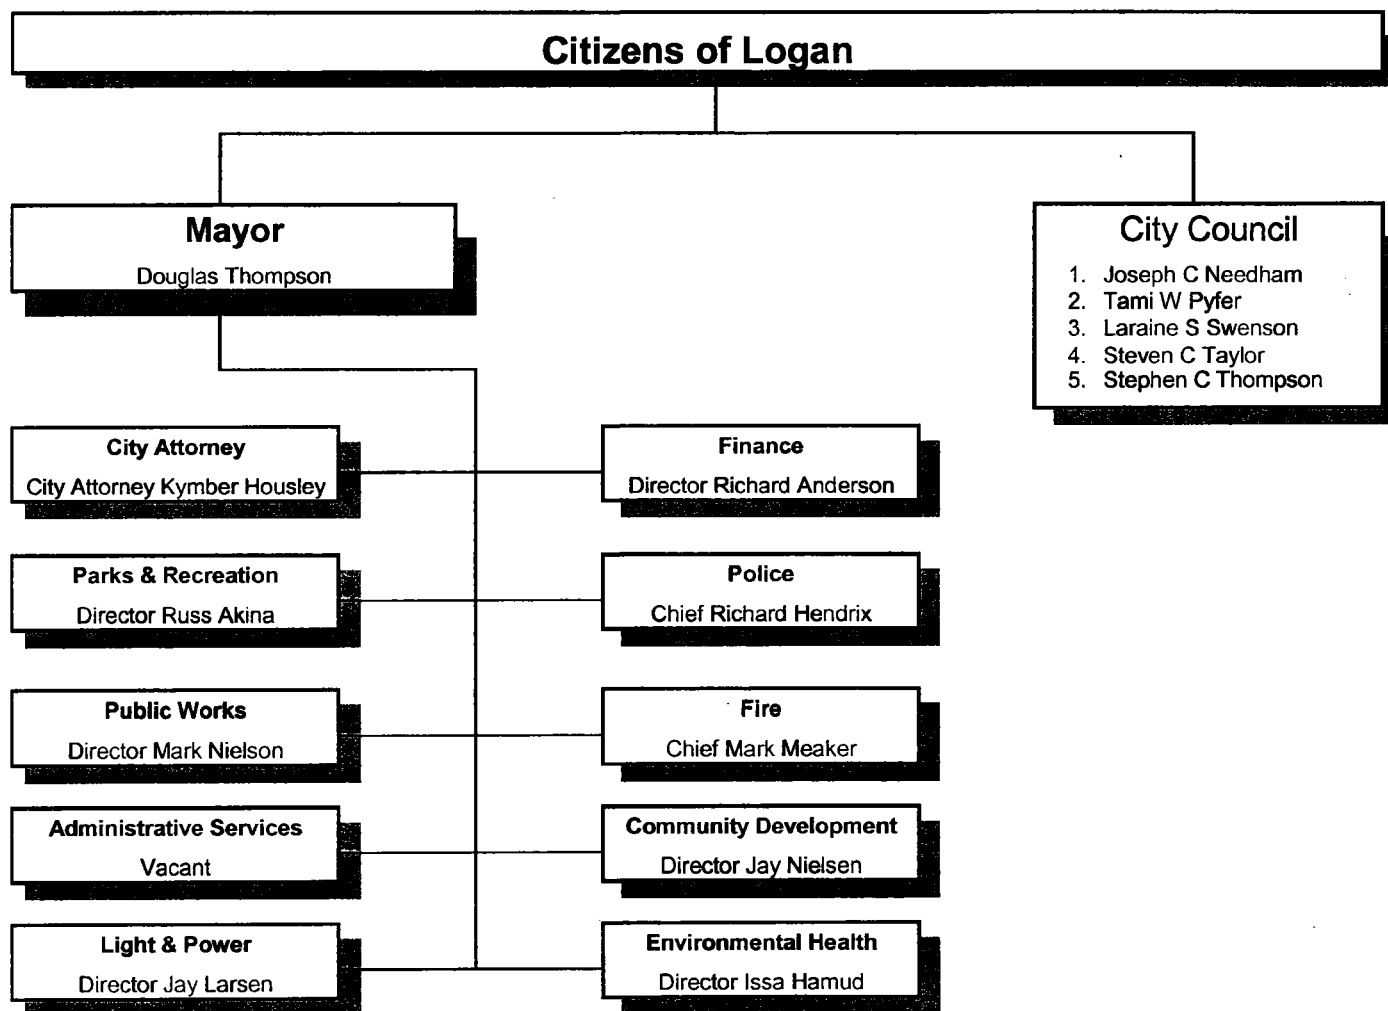 Citizens of Logan
Mayor
Douglas Thompson
City Council
1. Joseph C Needham
2. Tami W Pyfer
3. Laraine S Swenson
4. Steven C Taylor
5. Stephen C Thompson
City Attorney
City Attorney Kymber Housley
Finance
Director Richard Anderson
Parks & Recreation
Director Russ Akina
Police
Chief Richard Hendrix
Public Works
Director Mark Nielson
Fire
Chief Mark Meaker
Administrative Services
Vacant
Community Development
Director Jay Nielsen
Light & Power
Director Jay Larsen
Environmental Health
Director Issa Hamud